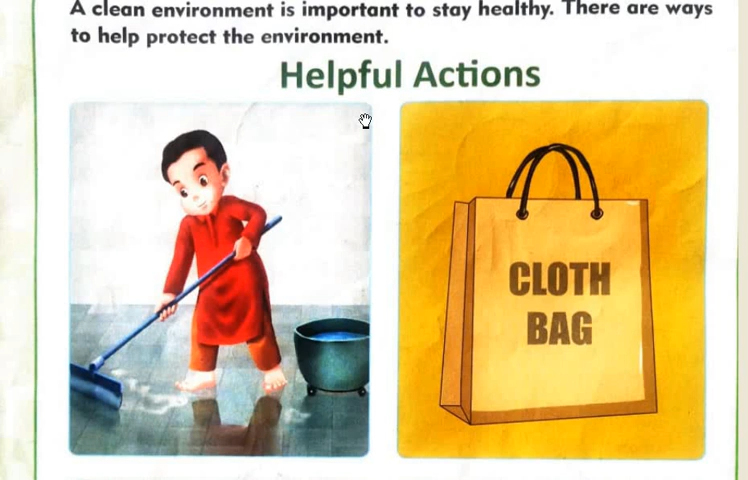 A clean environment is important to stay healthy. There are ways
to help protect the environment.
Helpful Actions
CLOTH
BAG